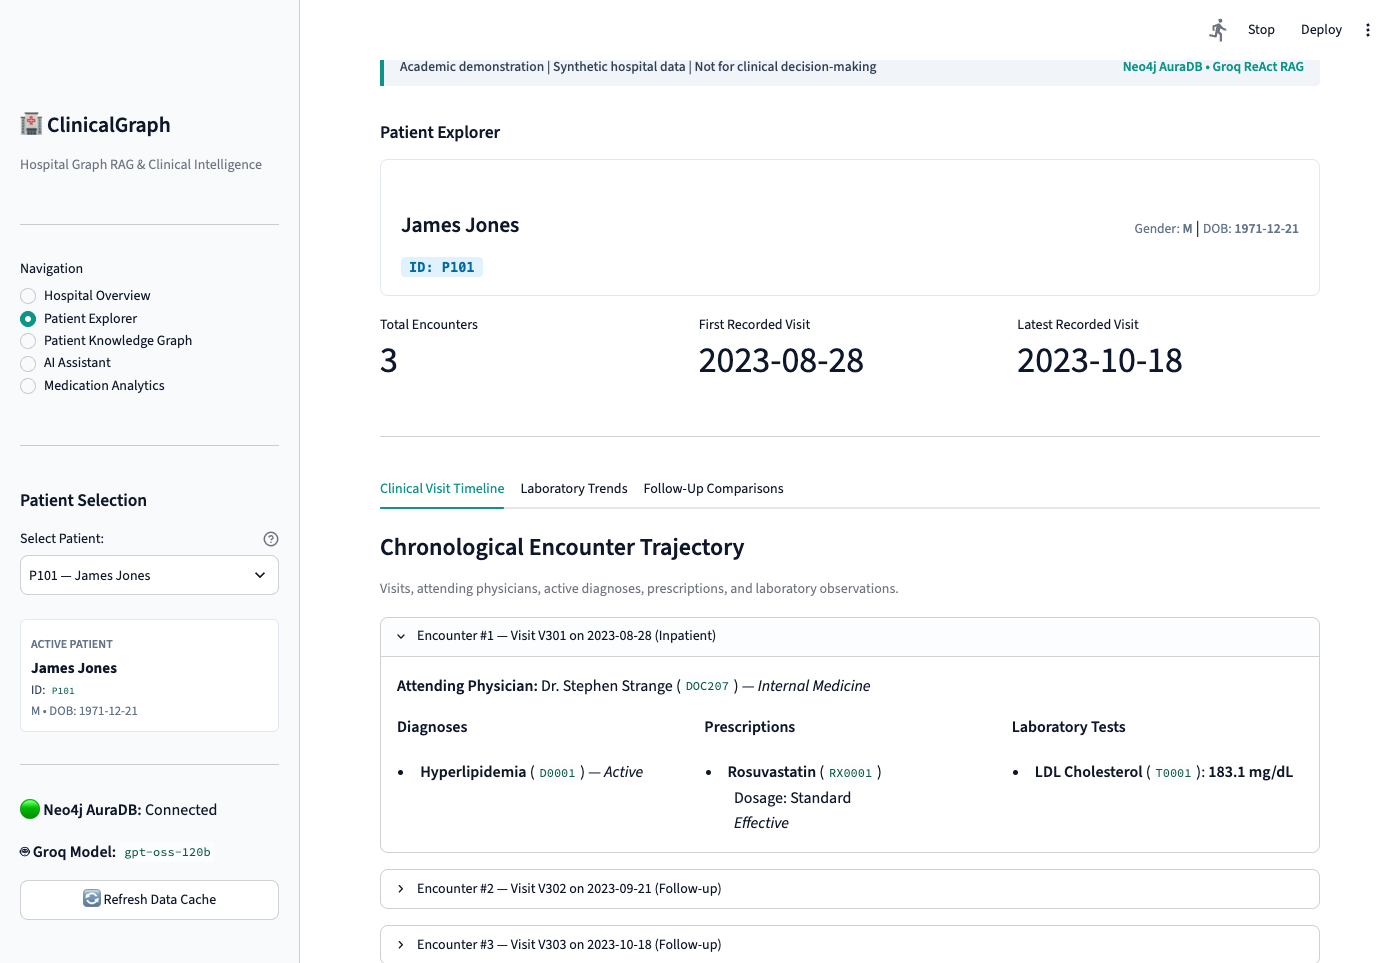 Stop
Deploy
Academic demonstration | Synthetic hospital data | Not for clinical decision-making
Neo4j AuraDB • Groq ReAct RAG
ClinicalGraph
Hospital Graph RAG & Clinical Intelligence
Navigation
Hospital Overview
Patient Explorer
Patient Knowledge Graph
AI Assistant
Medication Analytics
Patient Selection
Select Patient:
P101 — James Jones
ACTIVE PATIENT
James Jones
ID: P101
M • DOB: 1971-12-21
Neo4j AuraDB: Connected
Groq Model: gpt-oss-120b
Refresh Data Cache
Patient Explorer
James Jones
Gender: M | DOB: 1971-12-21
ID: P101
Total Encounters
3
First Recorded Visit
2023-08-28
Latest Recorded Visit
2023-10-18
Clinical Visit Timeline
Laboratory Trends
Follow-Up Comparisons
Chronological Encounter Trajectory
Visits, attending physicians, active diagnoses, prescriptions, and laboratory observations.
Encounter #1 — Visit V301 on 2023-08-28 (Inpatient)
Attending Physician: Dr. Stephen Strange ( DOC207 ) — Internal Medicine
Diagnoses
• Hyperlipidemia ( D0001 ) — Active
Prescriptions
• Rosuvastatin ( RX0001 )
Dosage: Standard
Effective
Laboratory Tests
• LDL Cholesterol ( T0001 ): 183.1 mg/dL
Encounter #2 — Visit V302 on 2023-09-21 (Follow-up)
Encounter #3 — Visit V303 on 2023-10-18 (Follow-up)